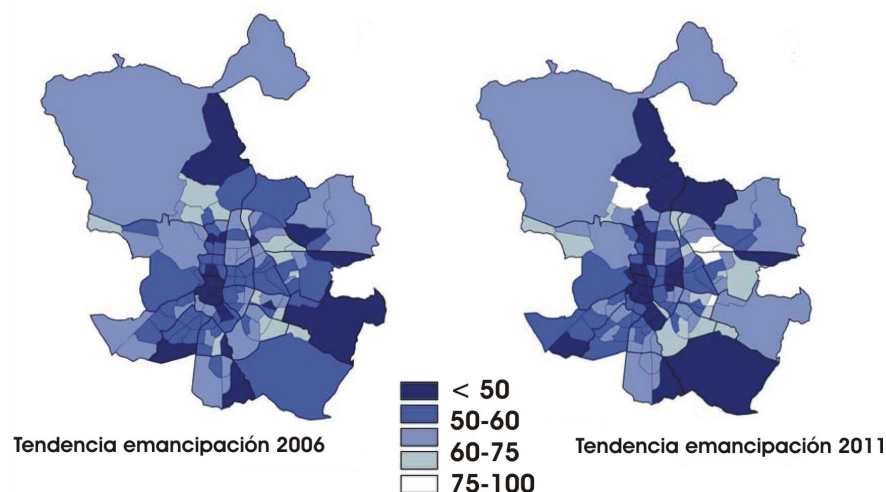 < 50
50-60
60-75
75-100
Tendencia emancipación 2006
Tendencia emancipación 2011